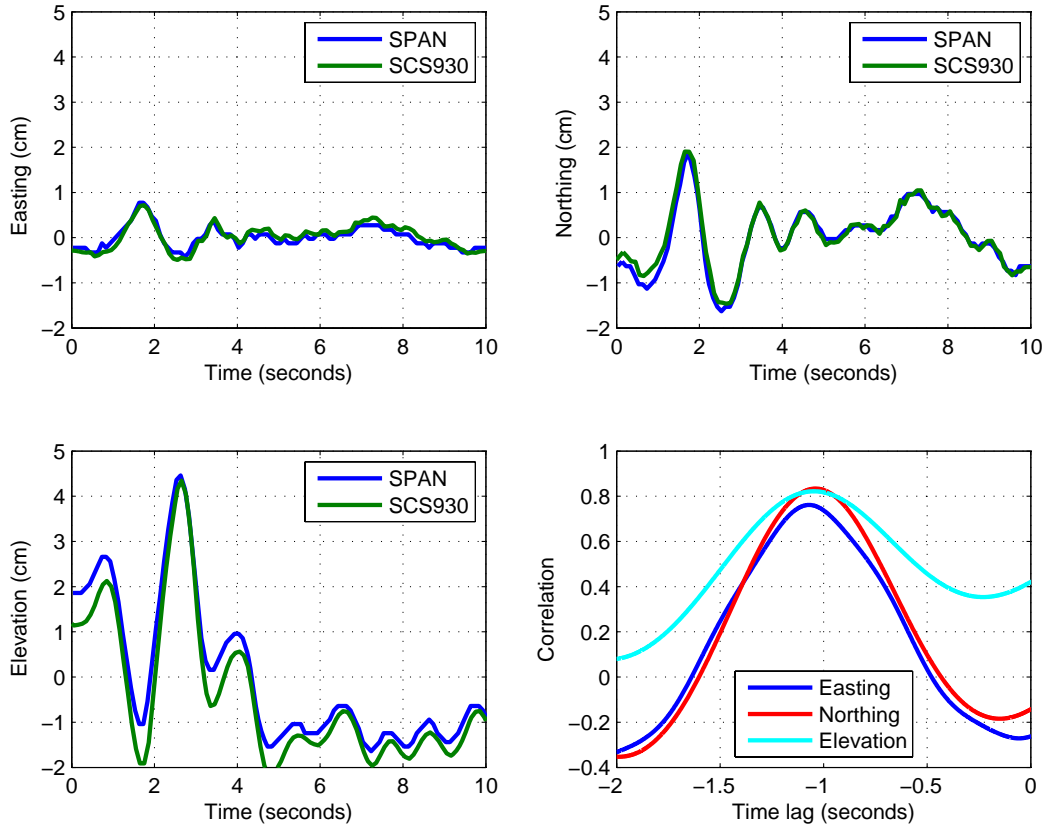 5
4
3
2
1
0
−1
−2
Easting (cm)
SPAN
SCS930
0 2 4 6 8 10
Time (seconds)
5
4
3
2
1
0
−1
−2
Northing (cm)
SPAN
SCS930
0 2 4 6 8 10
Time (seconds)
5
4
3
2
1
0
−1
−2
Elevation (cm)
SPAN
SCS930
0 2 4 6 8 10
Time (seconds)
1
0.8
0.6
0.4
0.2
0
−0.2
−0.4
Correlation
Easting
Northing
Elevation
−2 −1.5 −1 −0.5 0
Time lag (seconds)